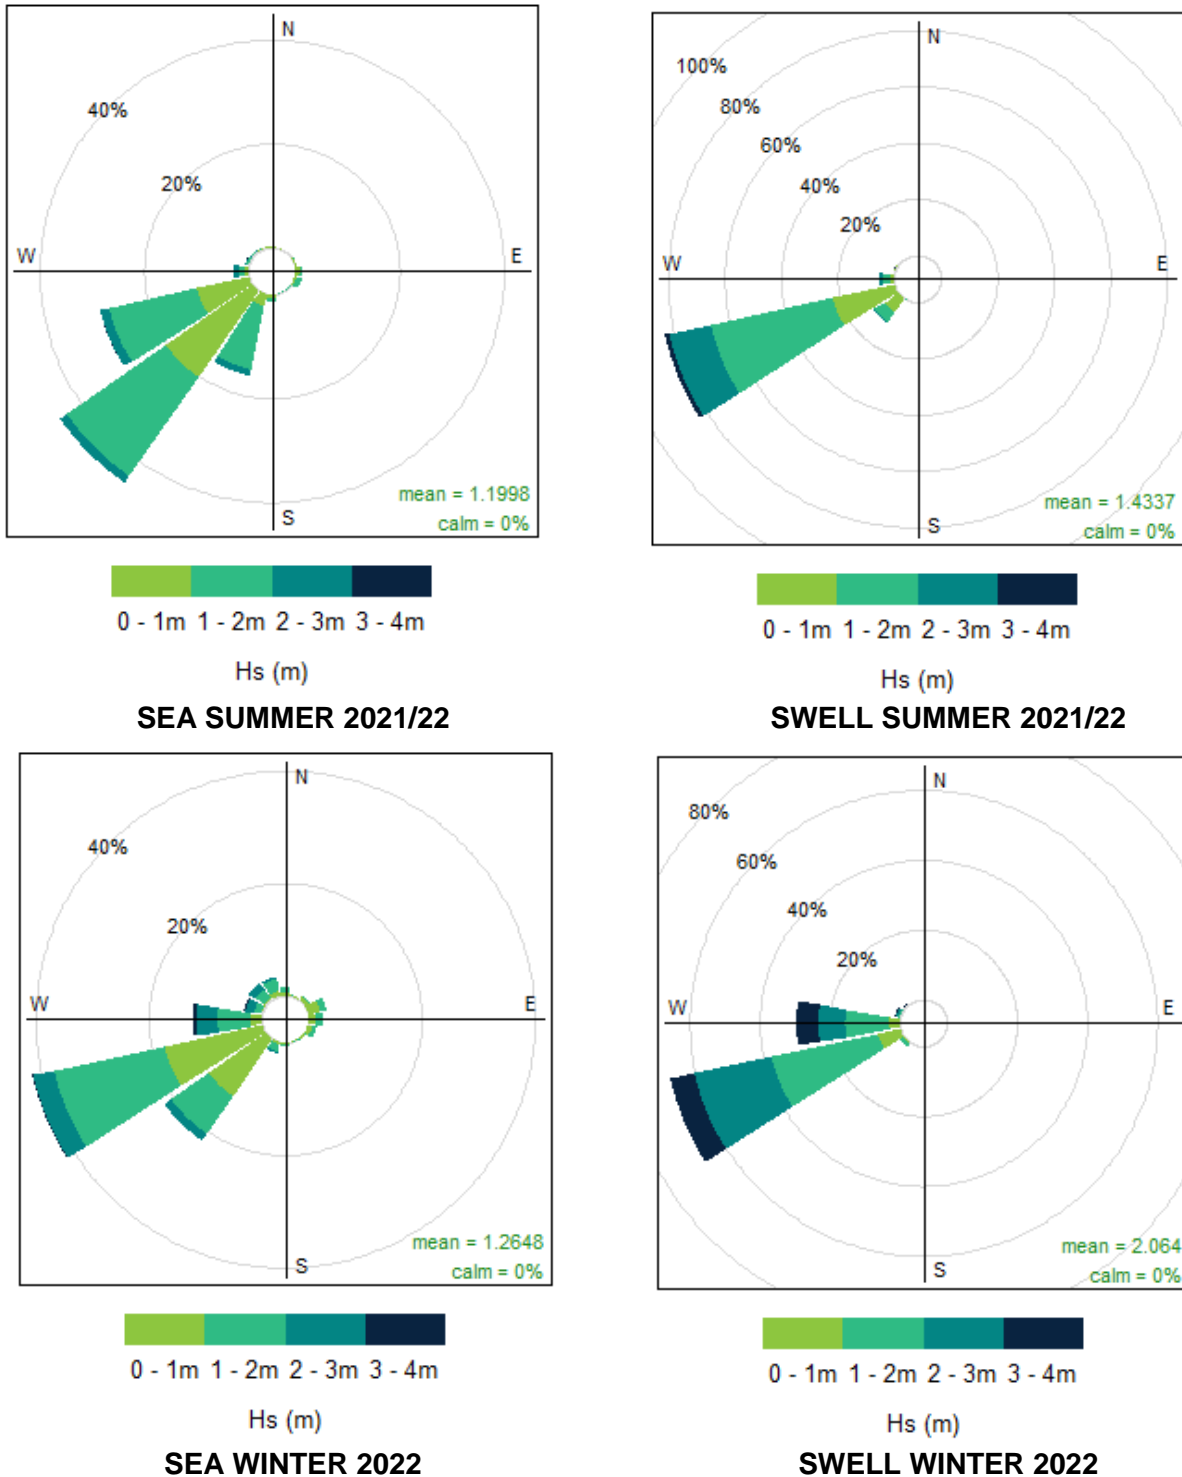 N
40%
20%
W
E
S
mean = 1.1998
calm = 0%
0 - 1m 1 - 2m 2 - 3m 3 - 4m
Hs (m)
SEA SUMMER 2021/22
N
100%
80%
60%
40%
20%
W
E
S
mean = 1.4337
calm = 0%
0 - 1m 1 - 2m 2 - 3m 3 - 4m
Hs (m)
SWELL SUMMER 2021/22
N
40%
20%
W
E
S
mean = 1.2648
calm = 0%
0 - 1m 1 - 2m 2 - 3m 3 - 4m
Hs (m)
SEA WINTER 2022
N
80%
60%
40%
20%
W
E
S
mean = 2.064
calm = 0%
0 - 1m 1 - 2m 2 - 3m 3 - 4m
Hs (m)
SWELL WINTER 2022